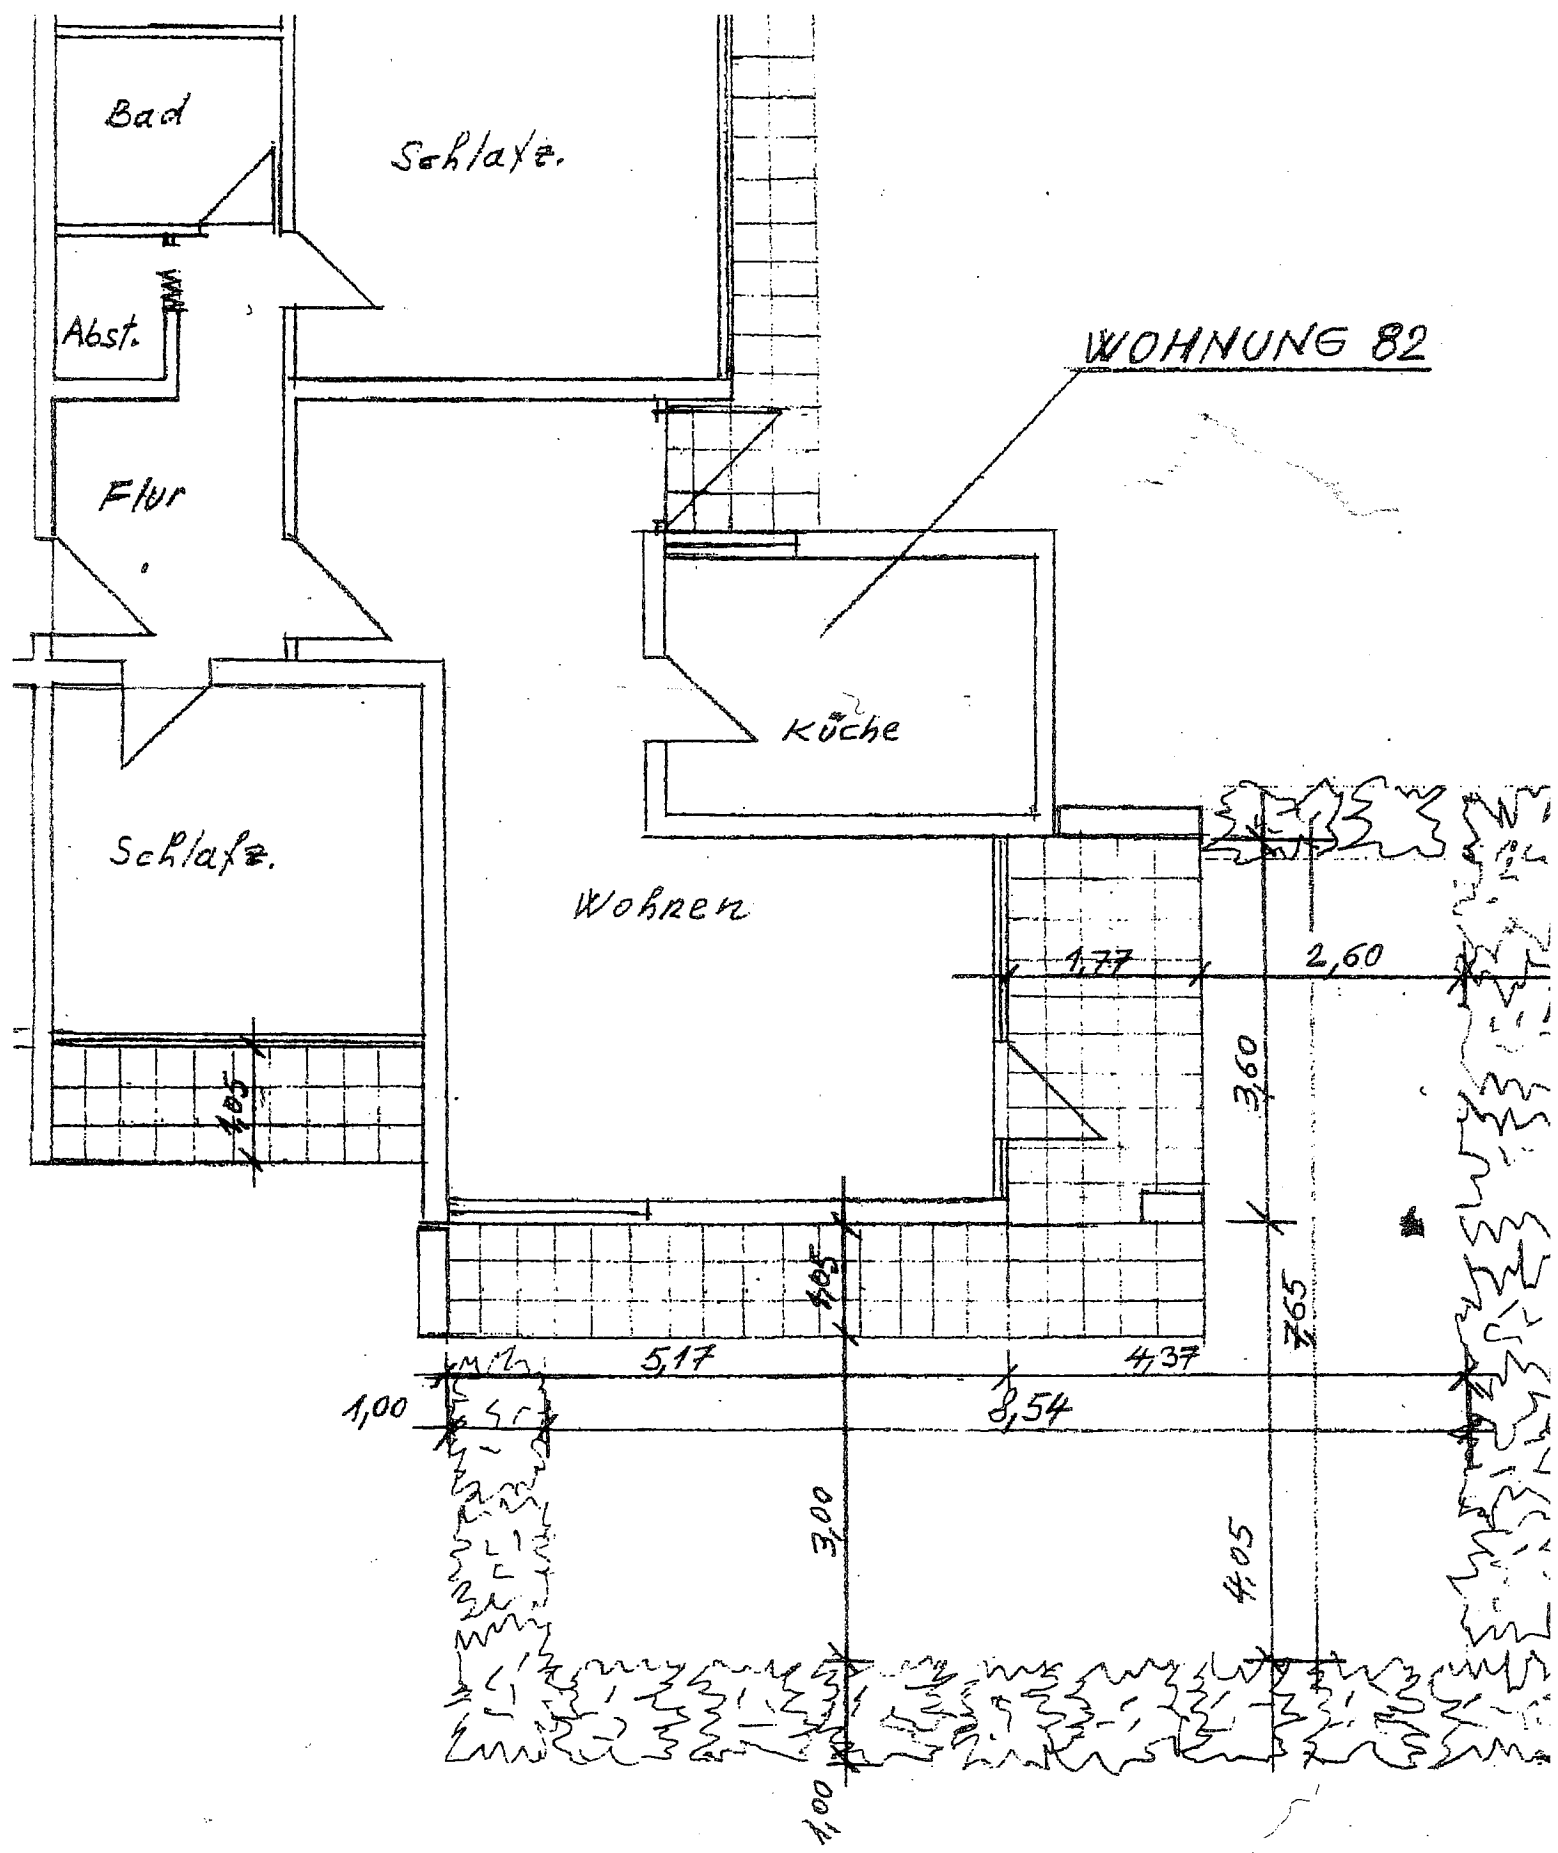 Bad
Schlafz.
Abst.
WOHNUNG 82
Flur
Küche
Schlafz.
Wohnen
1,77
2,60
3,60
1,05
1,05
7,65
5,17
4,37
1,00
8,54
3,00
4,05
1,00